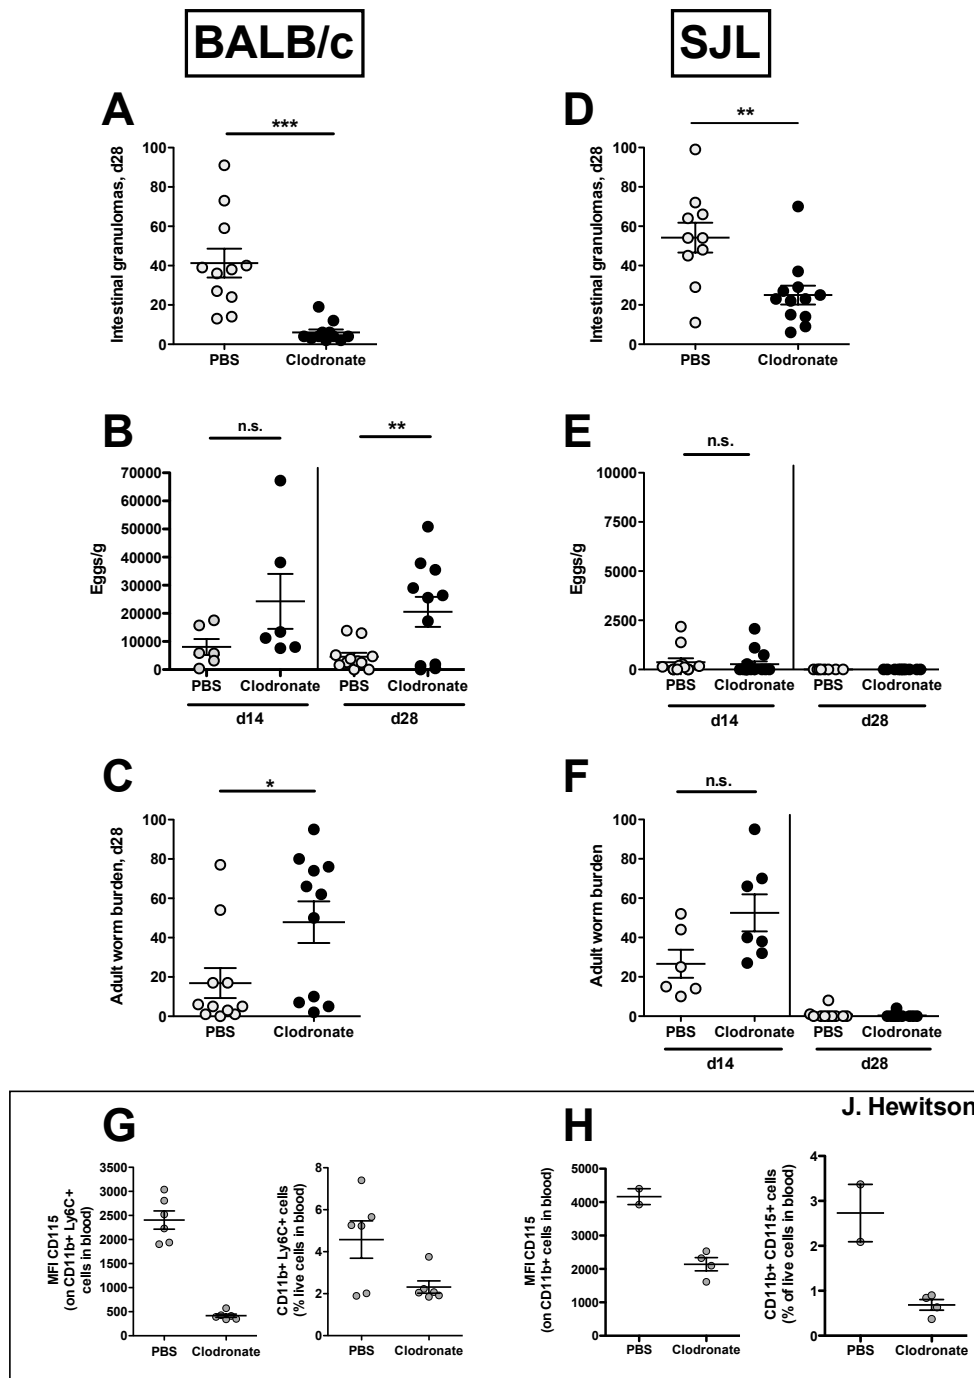 BALB/c
SJL
A
***
Intestinal granulomas, d28
100
80
60
40
20
0
PBS
Clodronate
D
**
Intestinal granulomas, d28
100
80
60
40
20
0
PBS
Clodronate
B
n.s.
**
Eggs/g
70000
60000
50000
40000
30000
20000
10000
0
PBS
Clodronate
PBS
Clodronate
d14
d28
E
n.s.
Eggs/g
10000
7500
5000
2500
0
PBS
Clodronate
PBS
Clodronate
d14
d28
C
*
Adult worm burden, d28
100
80
60
40
20
0
PBS
Clodronate
F
n.s.
Adult worm burden
100
80
60
40
20
0
PBS
Clodronate
PBS
Clodronate
d14
d28
J. Hewitson
G
MFI CD115
(on CD11b+ Ly6C+
cells in blood)
3500
3000
2500
2000
1500
1000
500
0
PBS
Clodronate
CD11b+ Ly6C+ cells
(% live cells in blood)
8
6
4
2
0
PBS
Clodronate
H
MFI CD115
(on CD11b+ cells in blood)
5000
4000
3000
2000
1000
0
PBS
Clodronate
CD11b+ CD115+ cells
(% of live cells in blood)
4
3
2
1
0
PBS
Clodronate